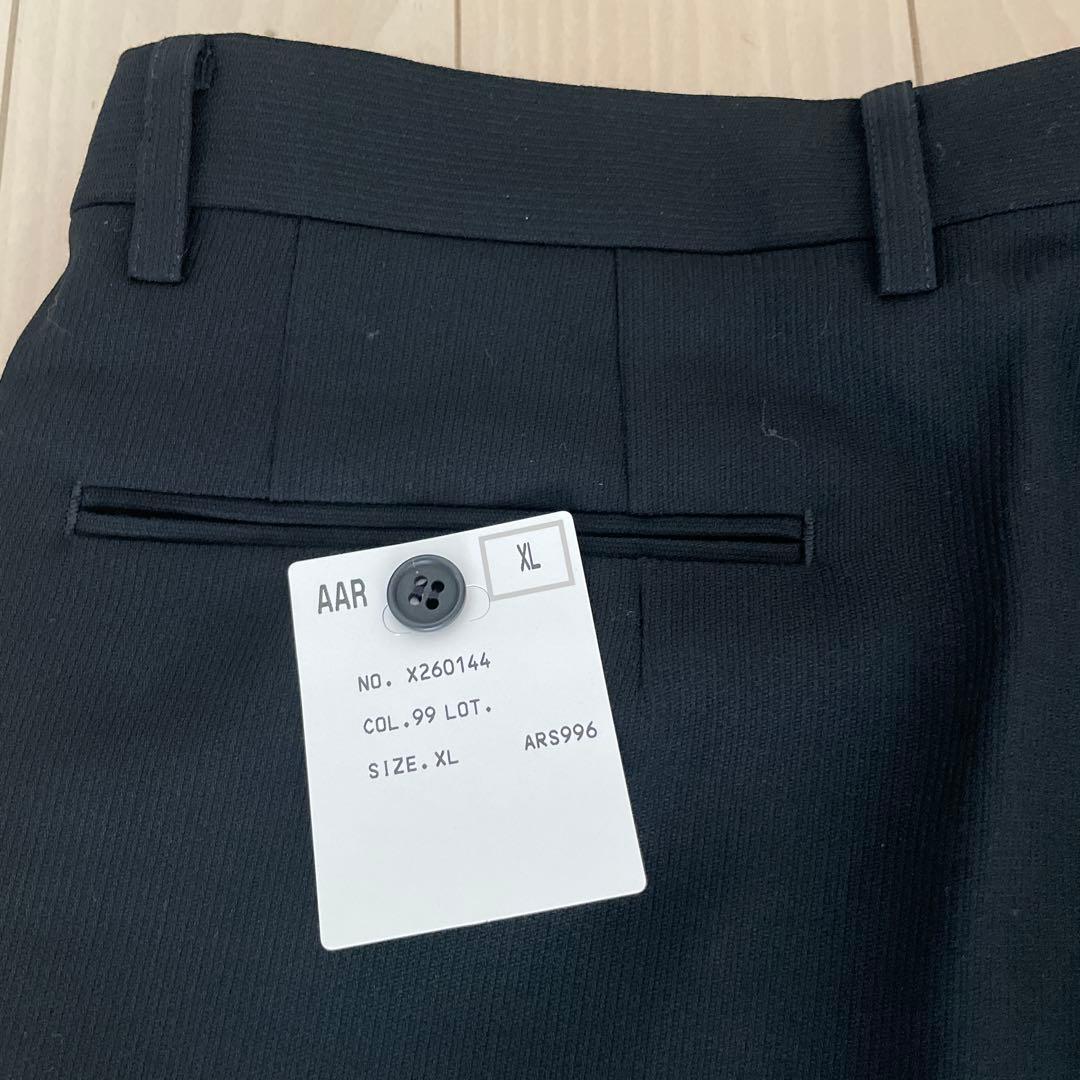 AAR XL
NO. X260144
COL.99 LOT.
SIZE.XL ARS996